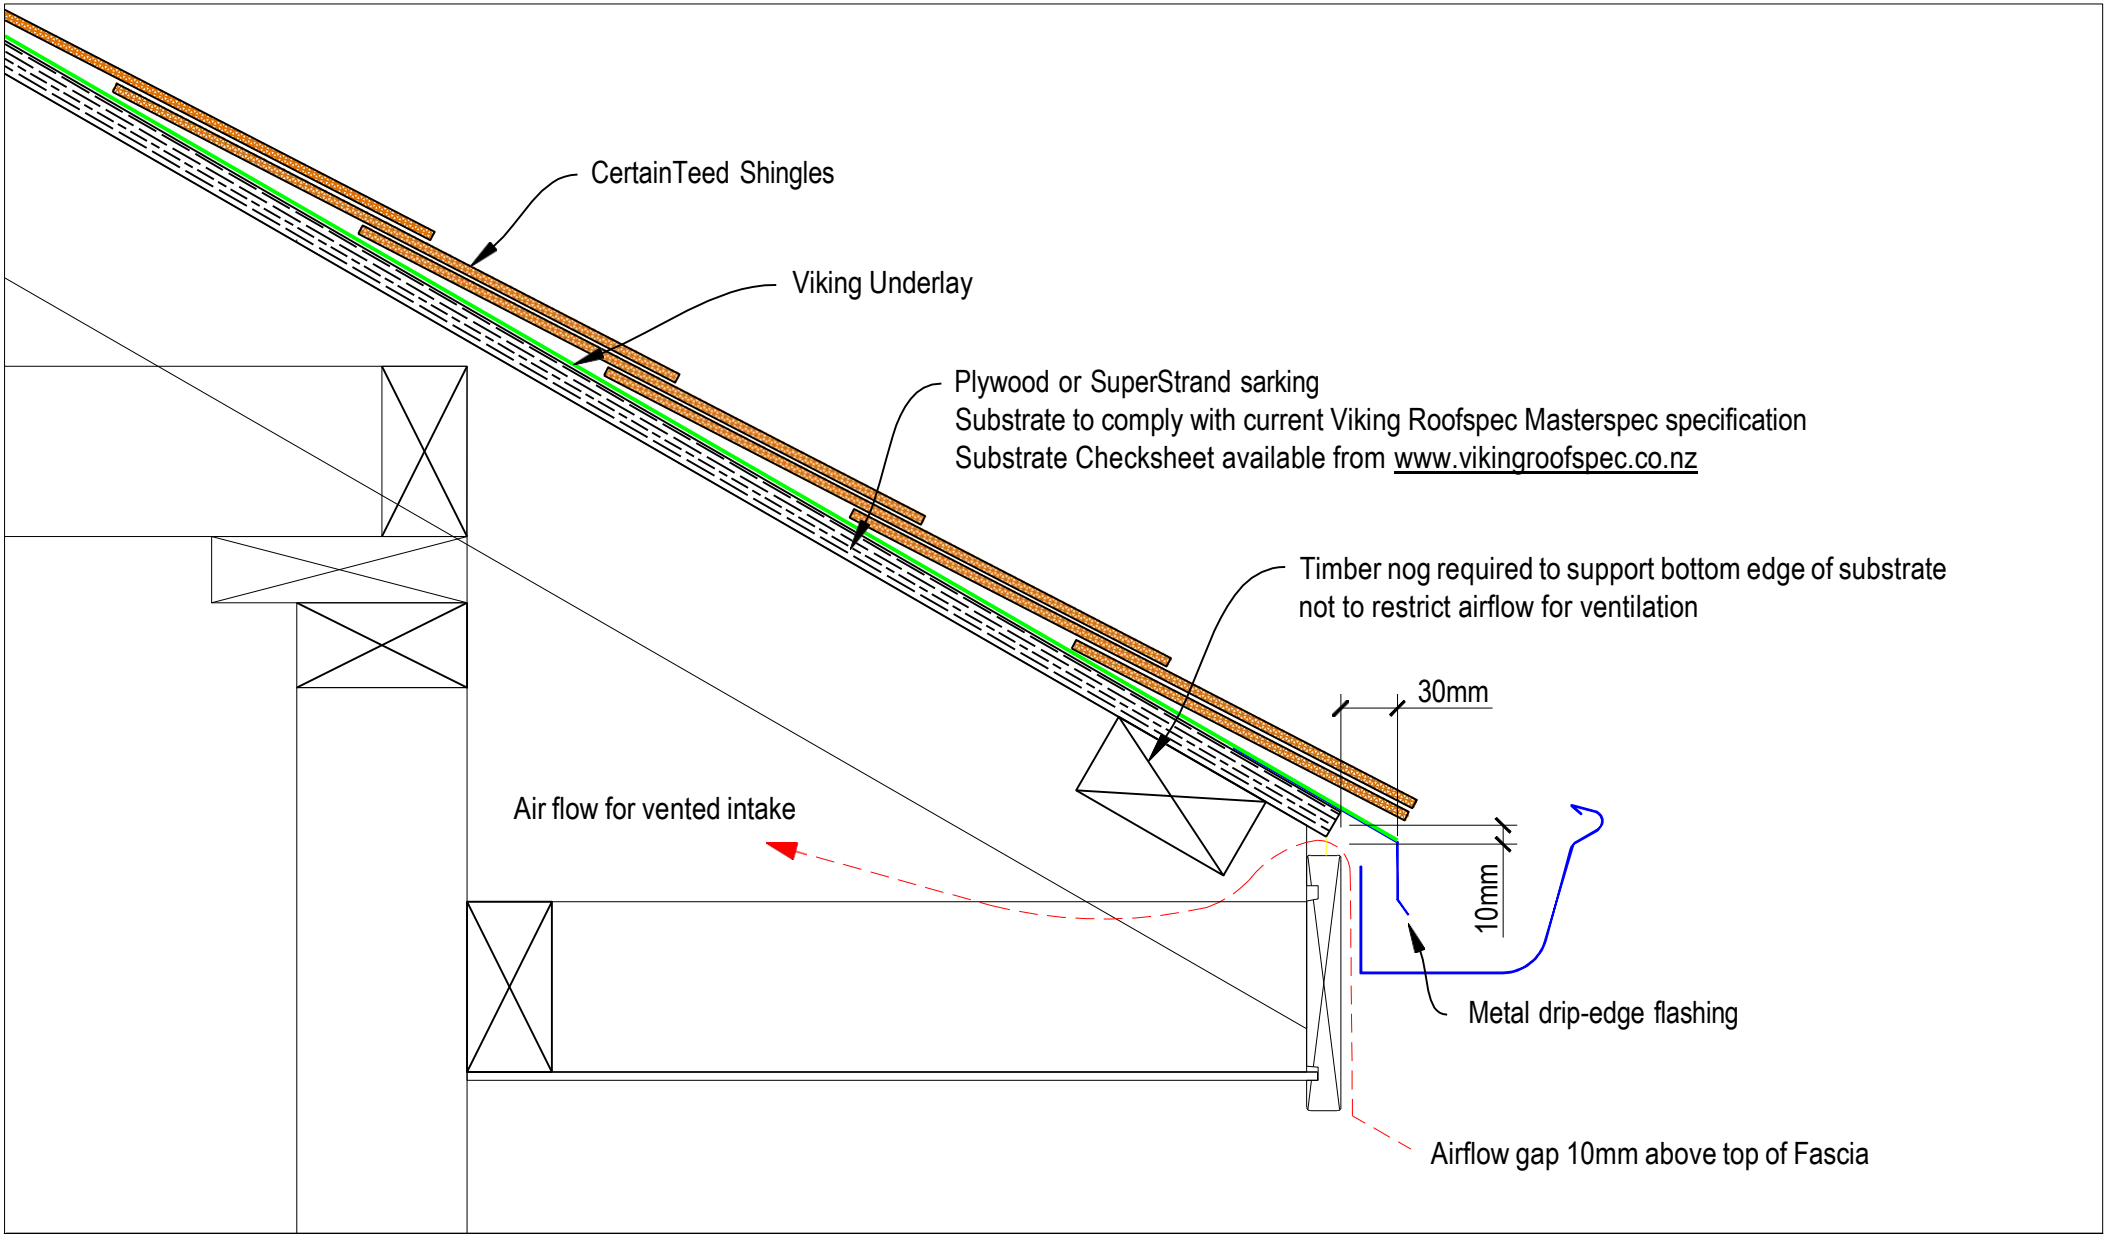 CertainTeed Shingles
Viking Underlay
Plywood or SuperStrand sarking
Substrate to comply with current Viking Roofspec Masterspec specification
Substrate Checksheet available from www.vikingroofspec.co.nz
Timber nog required to support bottom edge of substrate
not to restrict airflow for ventilation
30mm
Air flow for vented intake
10mm
Metal drip-edge flashing
Airflow gap 10mm above top of Fascia